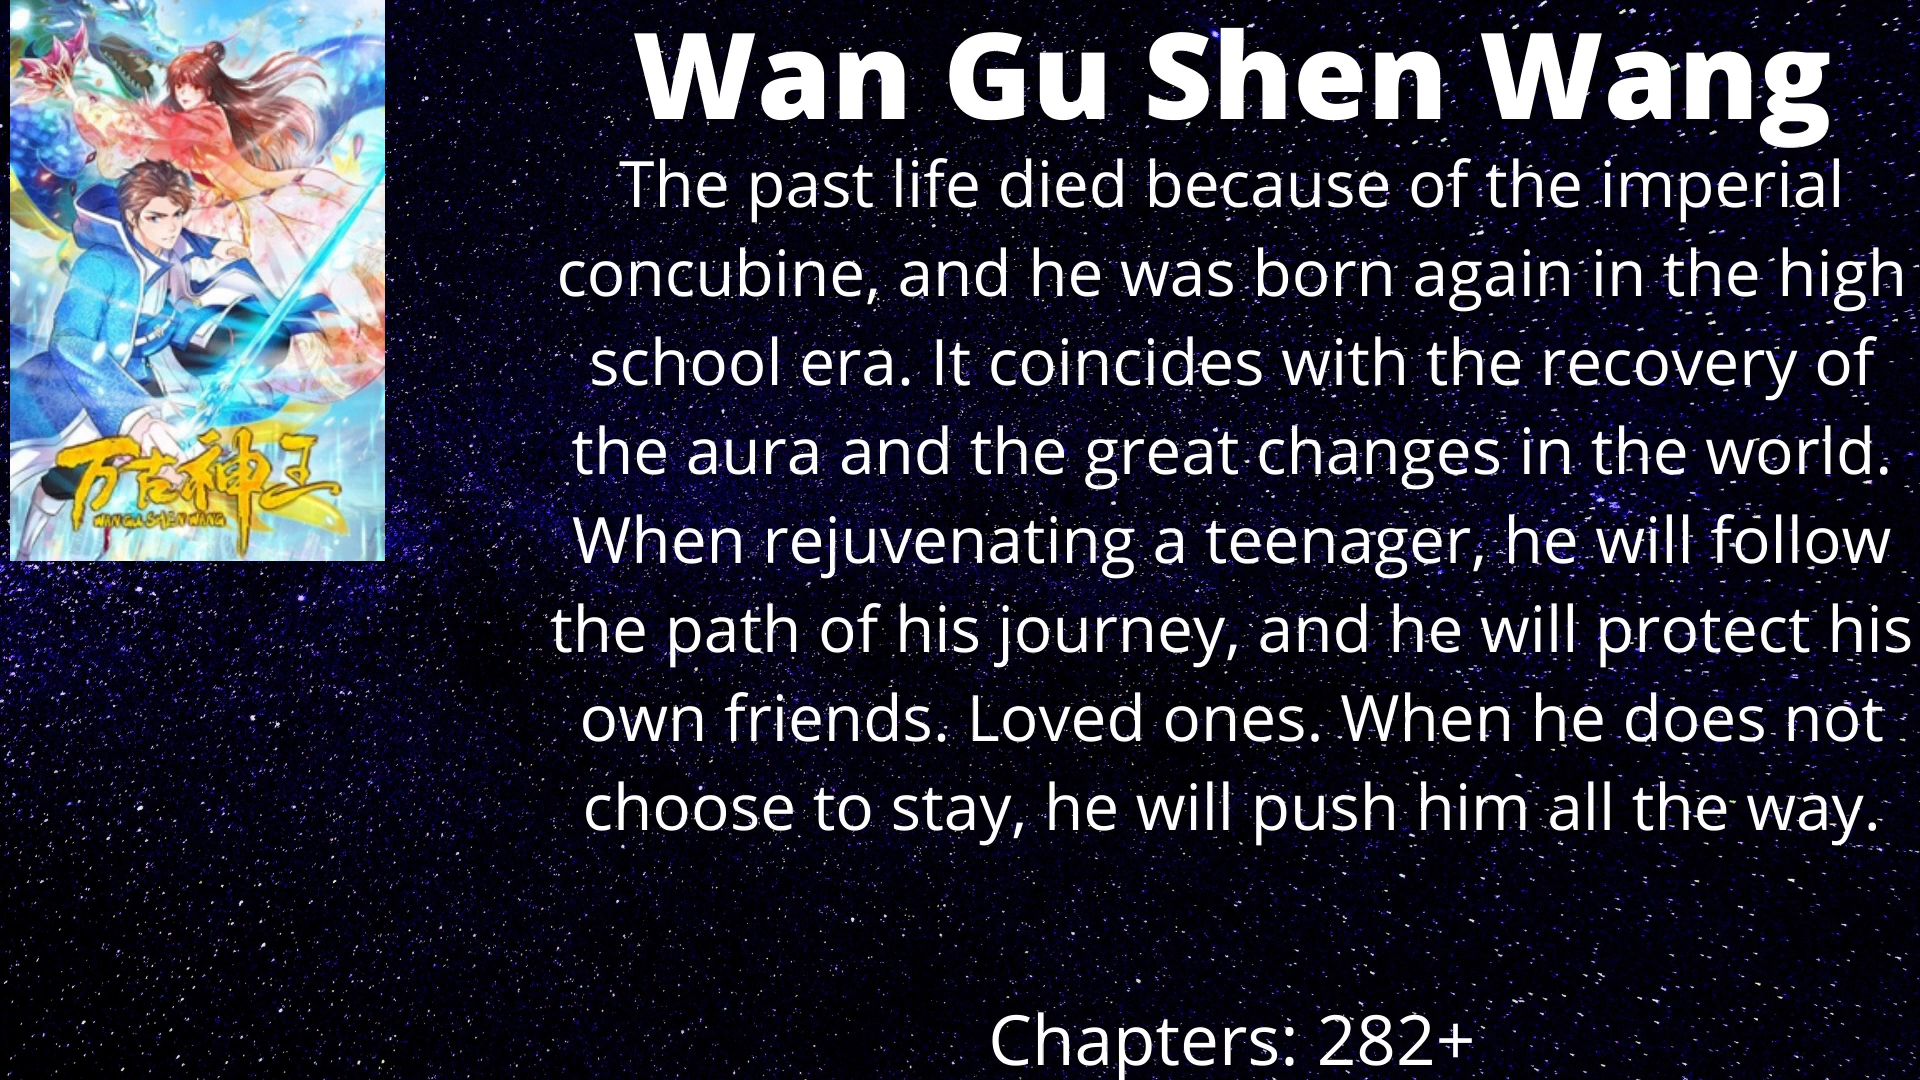 Wan Gu Shen Wang
The past life died because of the imperial
concubine, and he was born again in the high
school era. It coincides with the recovery of
the aura and the great changes in the world.
When rejuvenating a teenager, he will follow
the path of his journey, and he will protect his
own friends. Loved ones. When he does not
choose to stay, he will push him all the way.
Chapters: 282+
万古神王
WAN GU SHEN WANG